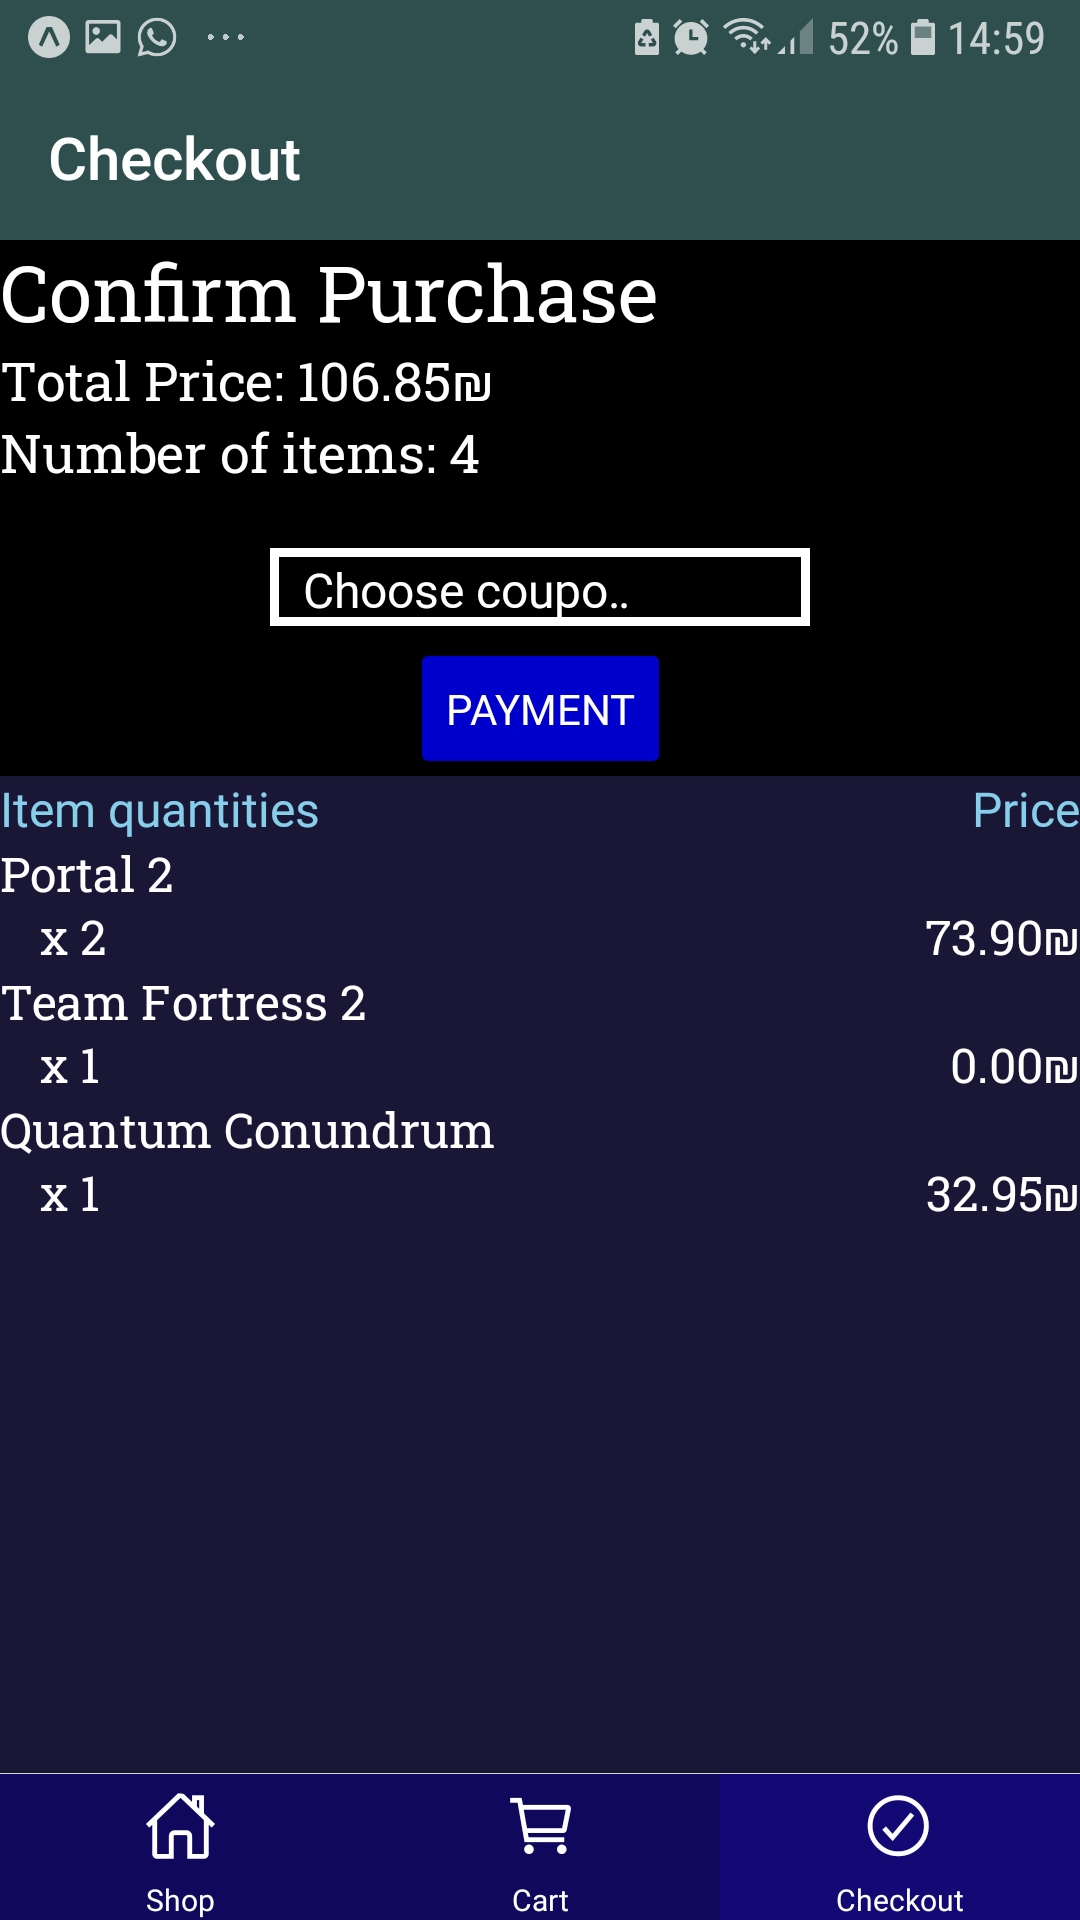 52% 14:59
Checkout
Confirm Purchase
Total Price: 106.85₪
Number of items: 4
Choose coupo..
PAYMENT
Item quantities Price
Portal 2
x 2 73.90₪
Team Fortress 2
x 1 0.00₪
Quantum Conundrum
x 1 32.95₪
Shop Cart Checkout